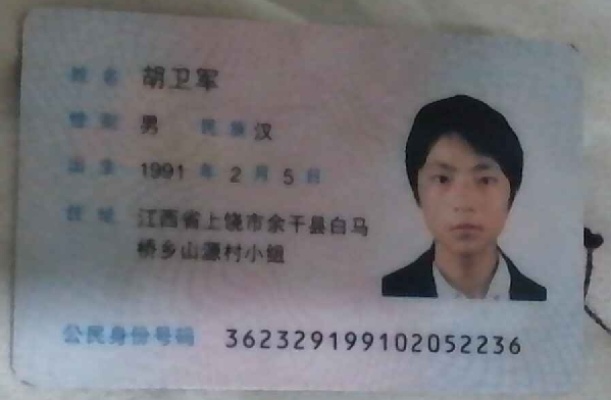 姓名 胡卫军
性别 男 民族 汉
出生 1991 年 2 月 5 日
住址 江西省上饶市余干县白马
桥乡山源村小组
公民身份号码 362329199102052236